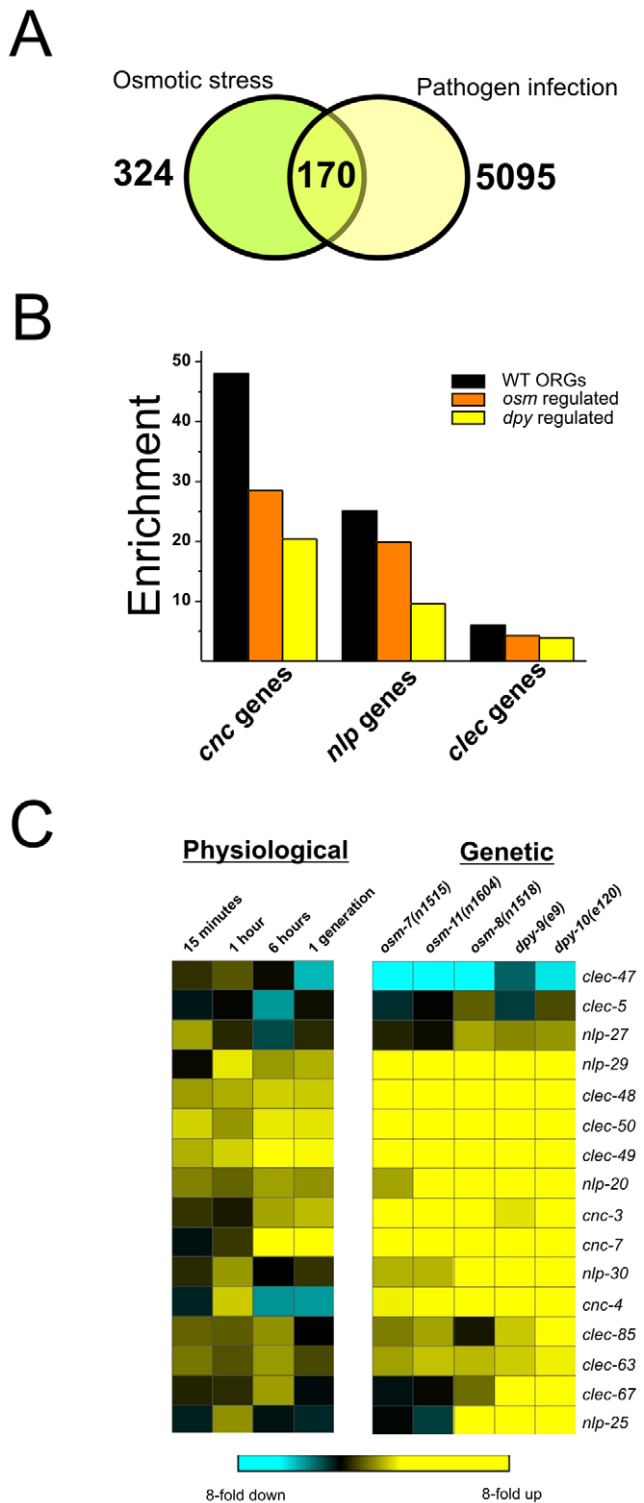 A
Osmotic stress
Pathogen infection
324
170
5095
B
Enrichment
50
40
30
20
10
WT ORGs
osm regulated
dpy regulated
cnc genes
nlp genes
clec genes
C
Physiological
Genetic
15 minutes
1 hour
6 hours
1 generation
osm-7(n1515)
osm-11(n1604)
osm-8(n1518)
dpy-9(e9)
dpy-10(e120)
clec-47
clec-5
nlp-27
nlp-29
clec-48
clec-50
clec-49
nlp-20
cnc-3
cnc-7
nlp-30
cnc-4
clec-85
clec-63
clec-67
nlp-25
8-fold down
8-fold up